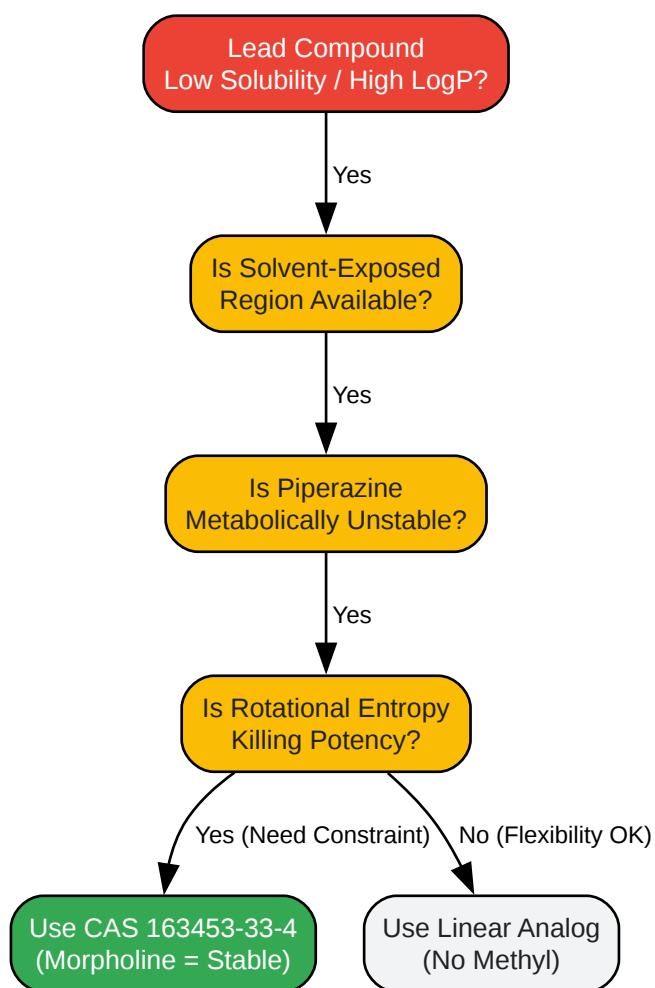 Lead Compound
Low Solubility / High LogP?
Yes
Is Solvent-Exposed
Region Available?
Yes
Is Piperazine
Metabolically Unstable?
Yes
Is Rotational Entropy
Killing Potency?
Yes (Need Constraint)
No (Flexibility OK)
Use CAS 163453-33-4
(Morpholine = Stable)
Use Linear Analog
(No Methyl)